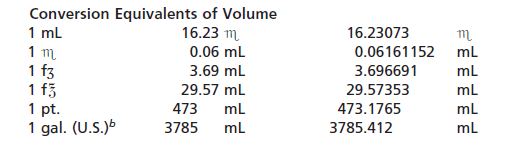 Conversion Equivalents of Volume
1 mL 16.23 ♏ 16.23073 ♏
1 ♏ 0.06 mL 0.06161152 mL
1 fʒ 3.69 mL 3.696691 mL
1 f℥ 29.57 mL 29.57353 mL
1 pt. 473 mL 473.1765 mL
1 gal. (U.S.)ᵇ 3785 mL 3785.412 mL